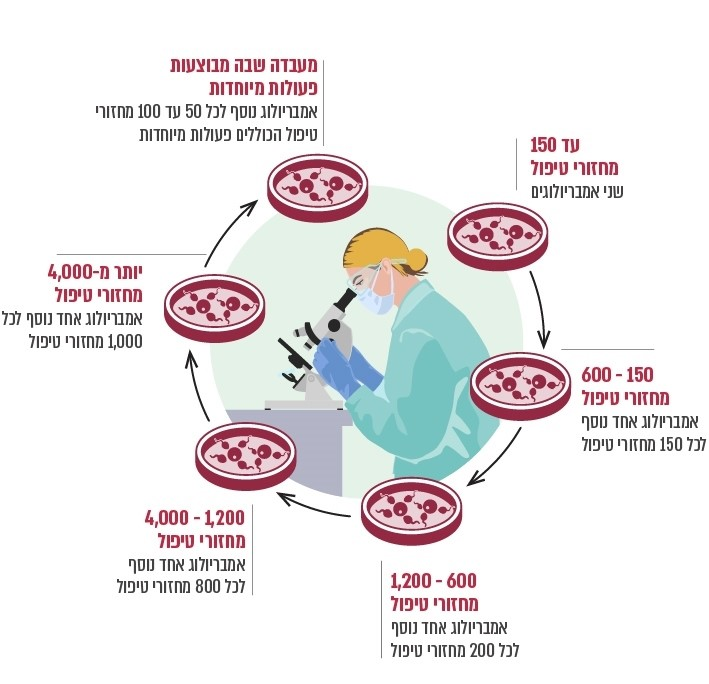 עד 150
מחזורי טיפול
שני אמבריולוגים
600 - 150
מחזורי טיפול
אמבריולוג אחד נוסף
לכל 150 מחזורי טיפול
1,200 - 600
מחזורי טיפול
אמבריולוג אחד נוסף
לכל 200 מחזורי טיפול
4,000 - 1,200
מחזורי טיפול
אמבריולוג אחד נוסף
לכל 800 מחזורי טיפול
יותר מ-4,000
מחזורי טיפול
אמבריולוג אחד נוסף לכל
1,000 מחזורי טיפול
מעבדה שבה מבוצעות
פעולות מיוחדות
אמבריולוג נוסף לכל 50 עד 100 מחזורי
טיפול הכוללים פעולות מיוחדות